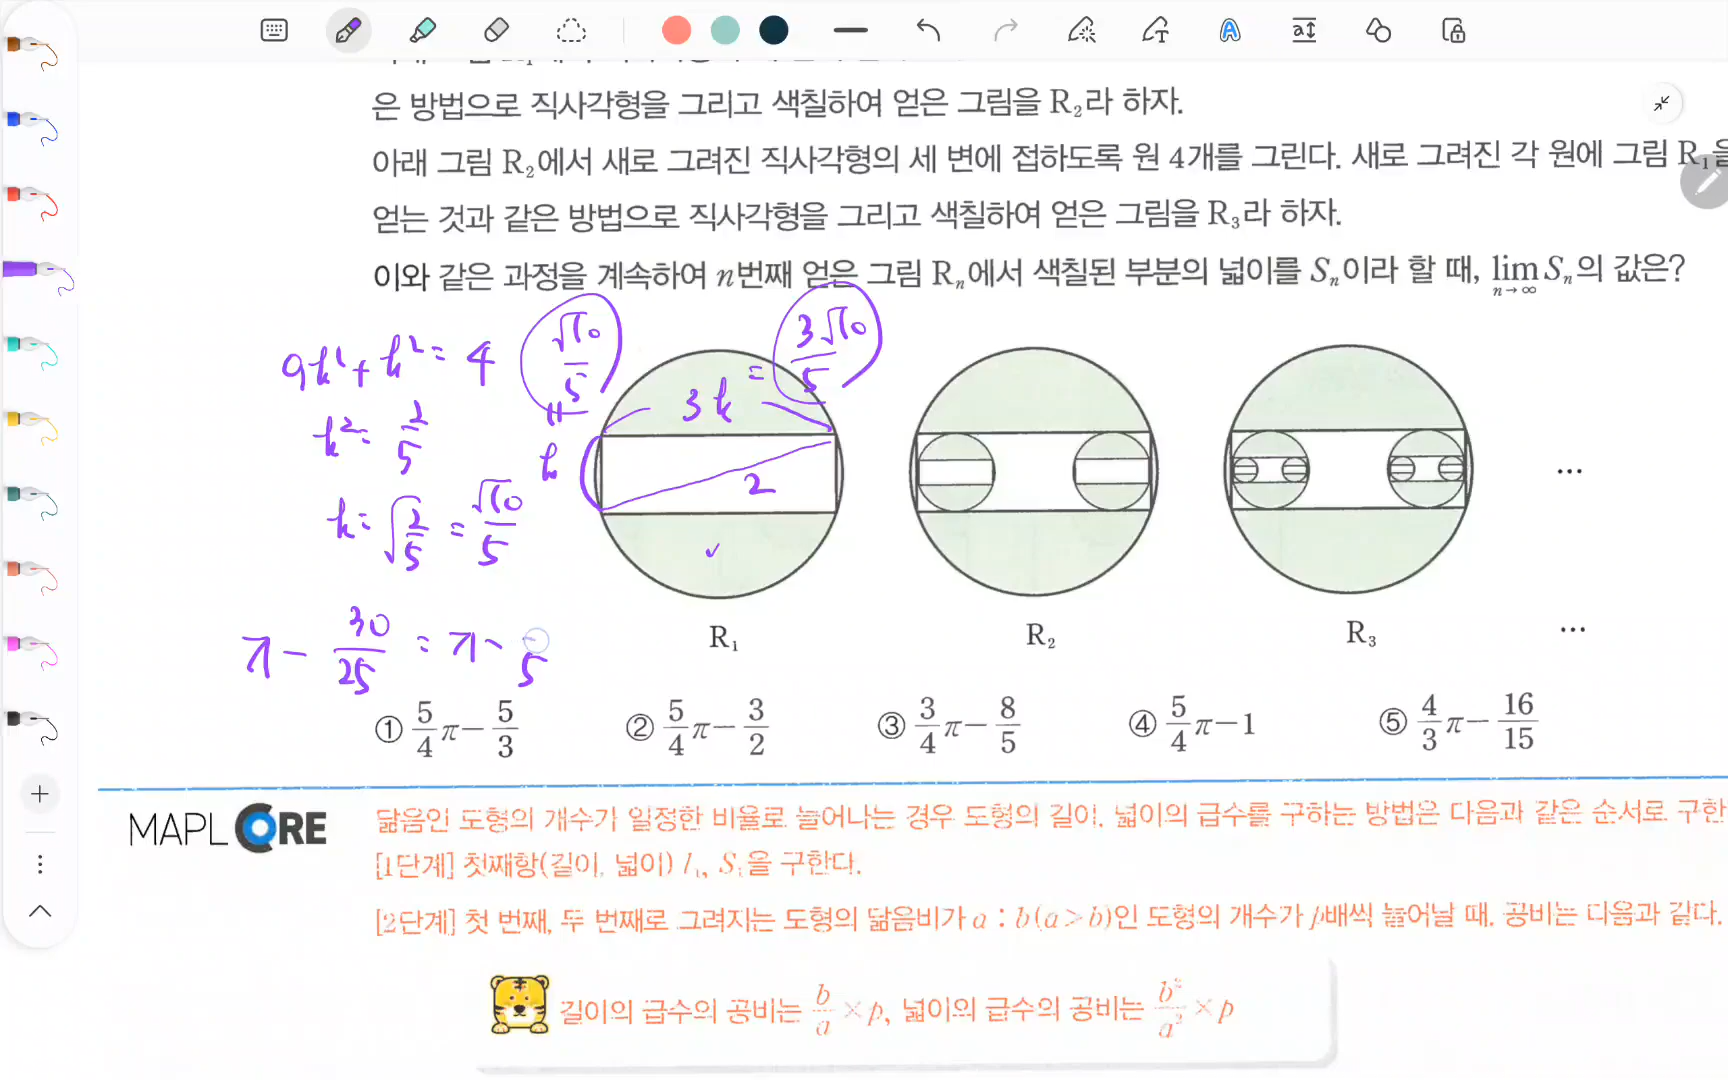 은 방법으로 직사각형을 그리고 색칠하여 얻은 그림을 R₂라 하자.
아래 그림 R₂에서 새로 그려진 직사각형의 세 변에 접하도록 원 4개를 그린다. 새로 그려진 각 원에 그림 R₁을
얻는 것과 같은 방법으로 직사각형을 그리고 색칠하여 얻은 그림을 R₃라 하자.
이와 같은 과정을 계속하여 n번째 얻은 그림 Rₙ에서 색칠된 부분의 넓이를 Sₙ이라 할 때, lim n→∞ Sₙ의 값은?
9k²+k²=4
k²=2/5
k=√(2/5)=√10/5
√10/5
=3√10/5
3k
k
2
π-30/25=π-
5
R₁
R₂
R₃
...
...
① 5/4 π-5/3
② 5/4 π-3/2
③ 3/4 π-8/5
④ 5/4 π-1
⑤ 4/3 π-16/15
MAPL CORE
닮음인 도형의 개수가 일정한 비율로 늘어나는 경우 도형의 길이, 넓이의 급수를 구하는 방법은 다음과 같은 순서로 구한
[1단계] 첫째항(길이, 넓이) l₁, S₁을 구한다.
[2단계] 첫 번째, 두 번째로 그려지는 도형의 닮음비가 a : b(a>b)인 도형의 개수가 p배씩 늘어날 때, 공비는 다음과 같다.
길이의 급수의 공비는 b/a×p, 넓이의 급수의 공비는 b²/a²×p